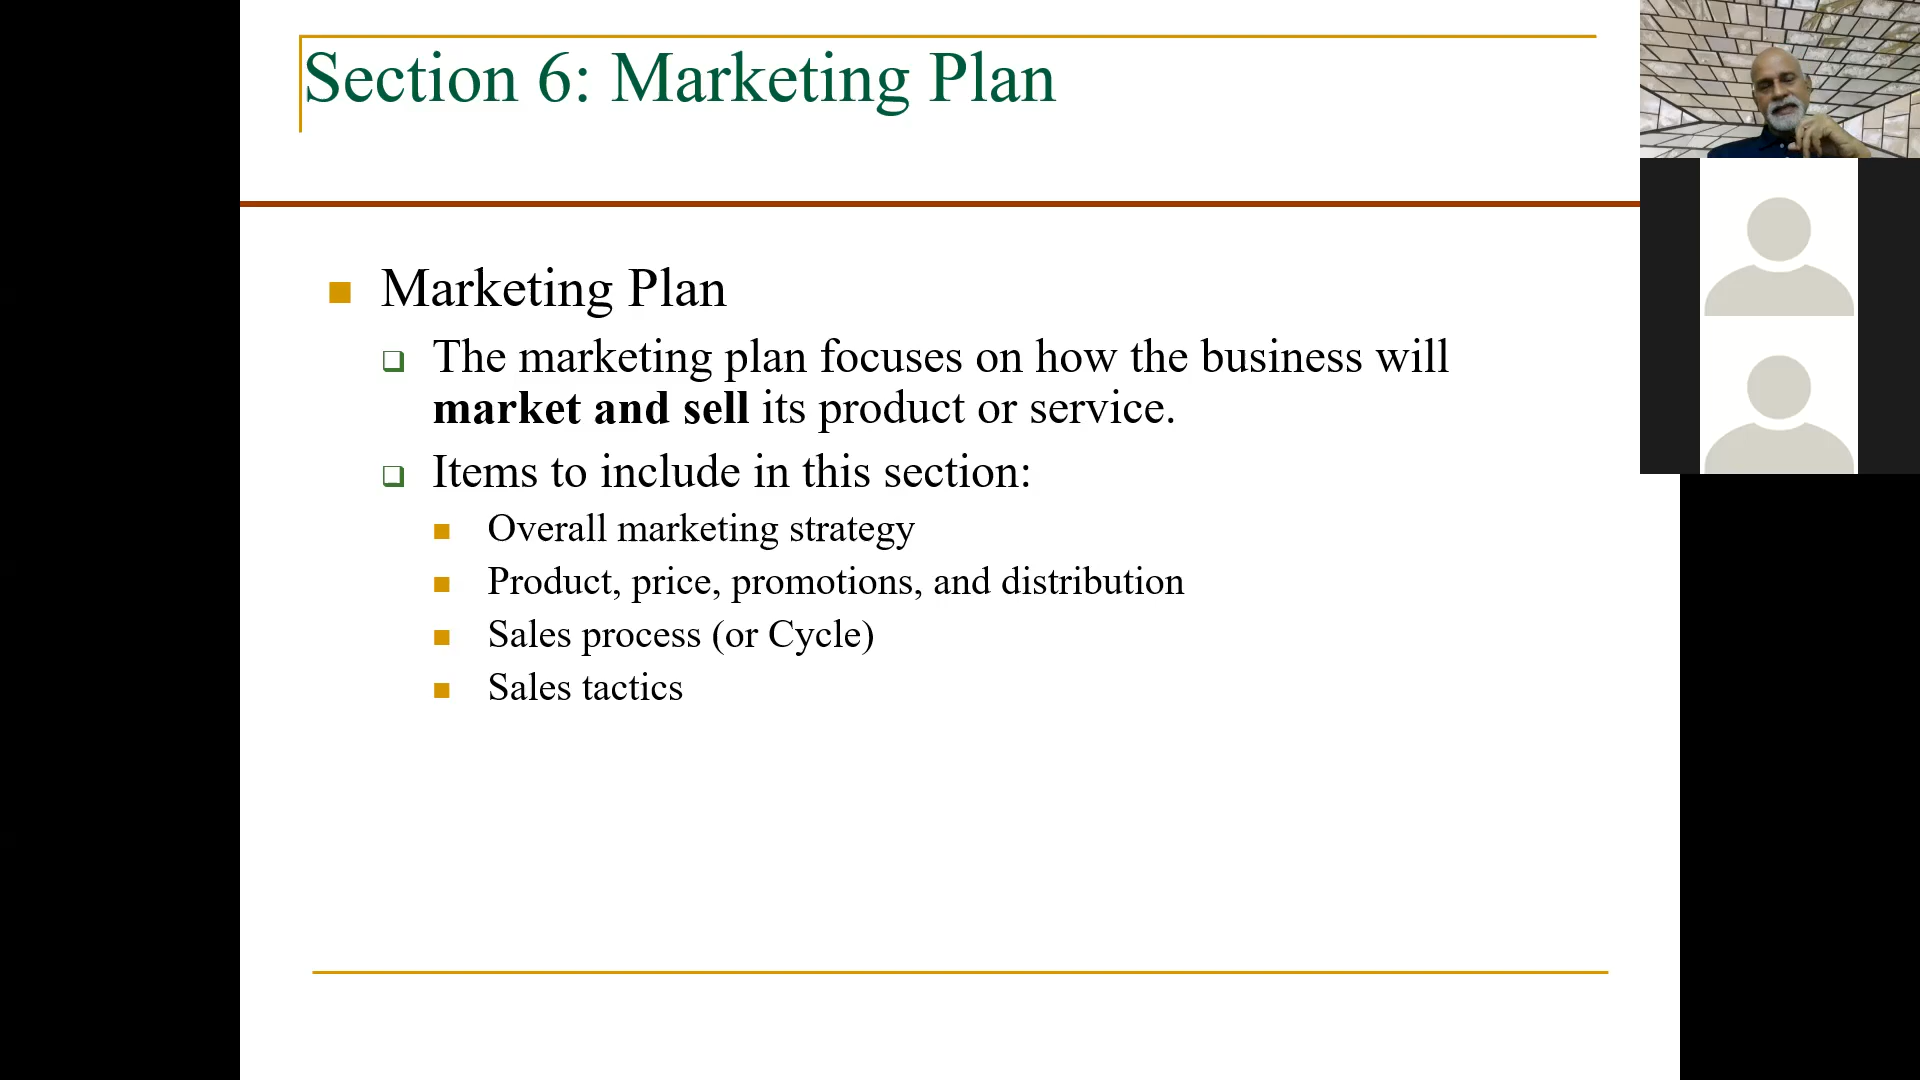 Section 6: Marketing Plan
Marketing Plan
The marketing plan focuses on how the business will
market and sell its product or service.
Items to include in this section:
Overall marketing strategy
Product, price, promotions, and distribution
Sales process (or Cycle)
Sales tactics